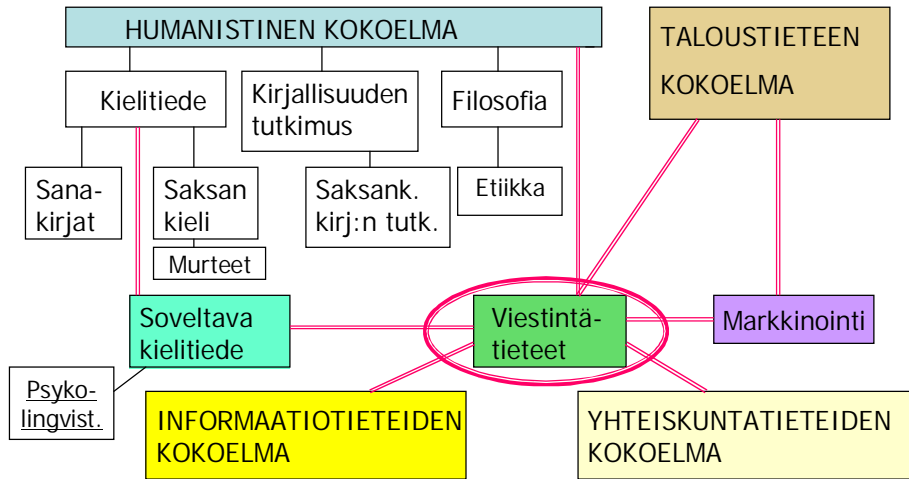 HUMANISTINEN KOKOELMA
TALOUSTIETEEN
KOKOELMA
Kielitiede
Kirjallisuuden
tutkimus
Filosofia
Sana-
kirjat
Saksan
kieli
Saksank.
kirj:n tutk.
Etiikka
Murteet
Soveltava
kielitiede
Viestintä-
tieteet
Markkinointi
Psyko-
lingvist.
INFORMAATIOTIETEIDEN
KOKOELMA
YHTEISKUNTATIETEIDEN
KOKOELMA